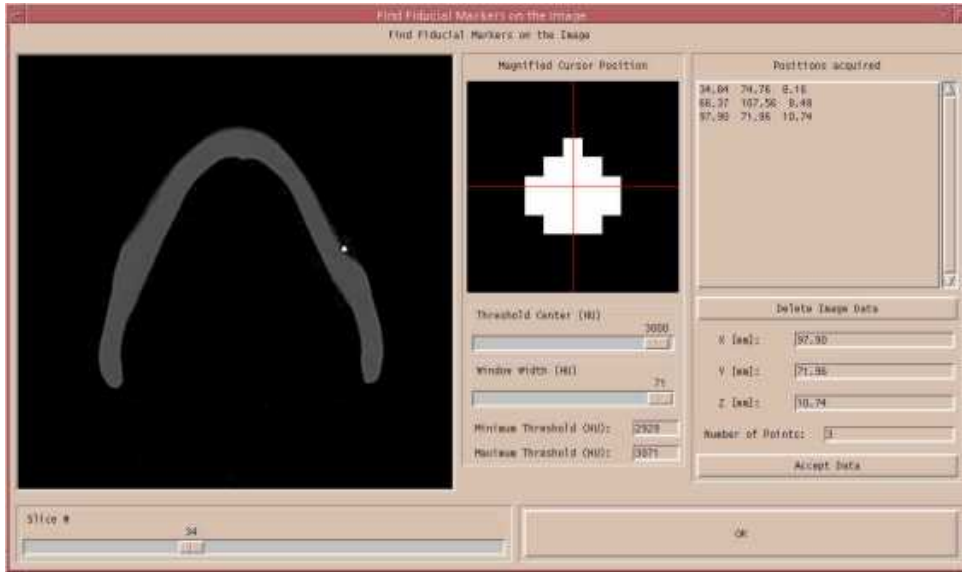 Find Fiducial Markers on the Image
Find Fiducial Markers on the Image
Magnified Cursor Position
Positions acquired
34.84 74.76 8.16
66.37 107.56 8.48
97.90 71.96 10.74
Threshold Center (HU)
3000
Window Width (HU)
71
Minimum Threshold (HU): 2929
Maximum Threshold (HU): 3071
Delete Image Data
X [mm]: 97.90
Y [mm]: 71.96
Z [mm]: 10.74
Number of Points: 3
Accept Data
Slice #
34
OK